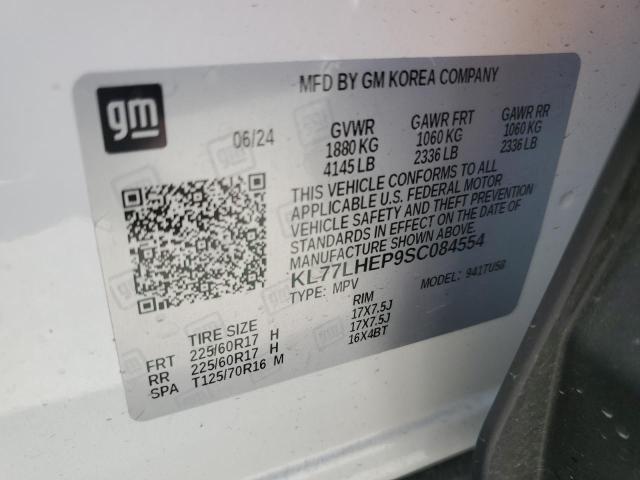 gm
MFD BY GM KOREA COMPANY
06/24
GVWR
1880 KG
4145 LB
GAWR FRT
1060 KG
2336 LB
GAWR RR
1060 KG
2336 LB
THIS VEHICLE CONFORMS TO ALL
APPLICABLE U.S. FEDERAL MOTOR
VEHICLE SAFETY AND THEFT PREVENTION
STANDARDS IN EFFECT ON THE DATE OF
MANUFACTURE SHOWN ABOVE.
KL77LHEP9SC084554
TYPE: MPV
MODEL: 941TU58
TIRE SIZE
RIM
FRT 225/60R17 H 17X7.5J
RR 225/60R17 H 17X7.5J
SPA T125/70R16 M 16X4BT